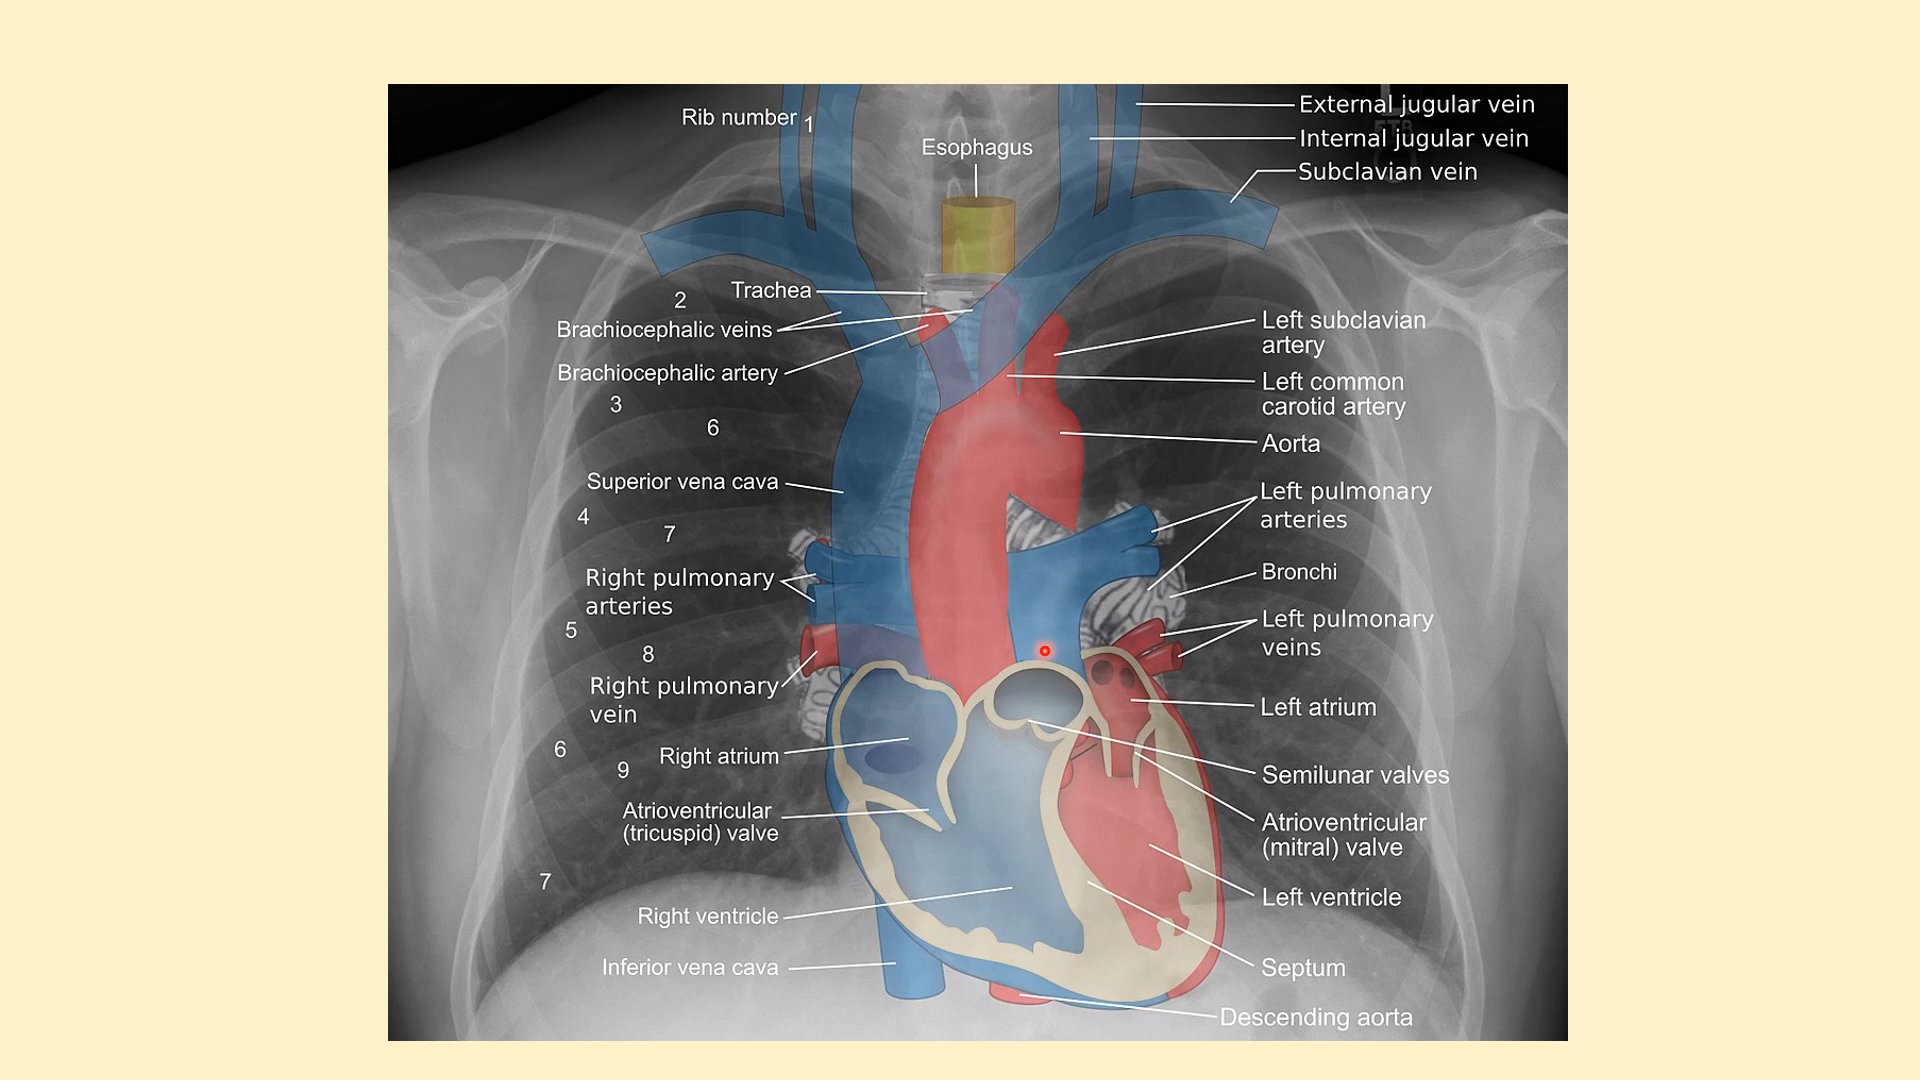 Rib number 1
Esophagus
External jugular vein
Internal jugular vein
Subclavian vein
2
Trachea
Brachiocephalic veins
Brachiocephalic artery
3
6
Superior vena cava
4
7
Right pulmonary
arteries
5
8
Right pulmonary
vein
6
9
Right atrium
Atrioventricular
(tricuspid) valve
7
Right ventricle
Inferior vena cava
Left subclavian
artery
Left common
carotid artery
Aorta
Left pulmonary
arteries
Bronchi
Left pulmonary
veins
Left atrium
Semilunar valves
Atrioventricular
(mitral) valve
Left ventricle
Septum
Descending aorta